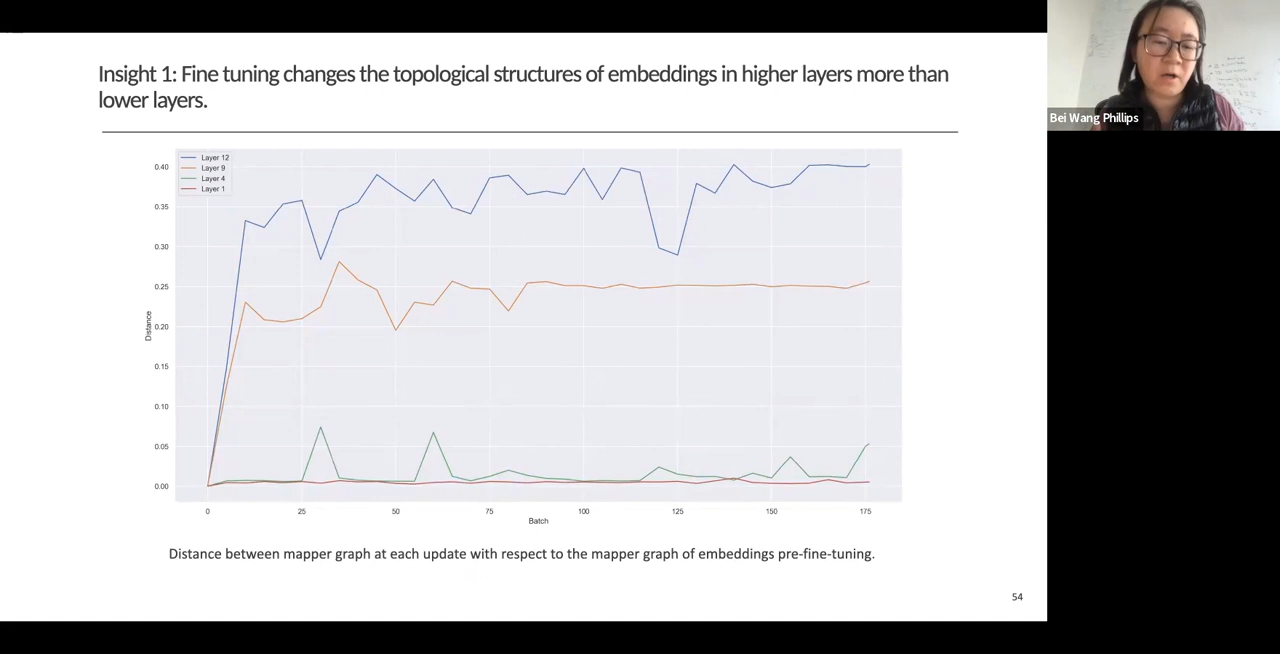 Insight 1: Fine tuning changes the topological structures of embeddings in higher layers more than
lower layers.
Bei Wang Phillips
Layer 12
Layer 9
Layer 4
Layer 1
0.40
0.35
0.30
0.25
0.20
0.15
0.10
0.05
0.00
Distance
0 25 50 75 100 125 150 175
Batch
Distance between mapper graph at each update with respect to the mapper graph of embeddings pre-fine-tuning.
54